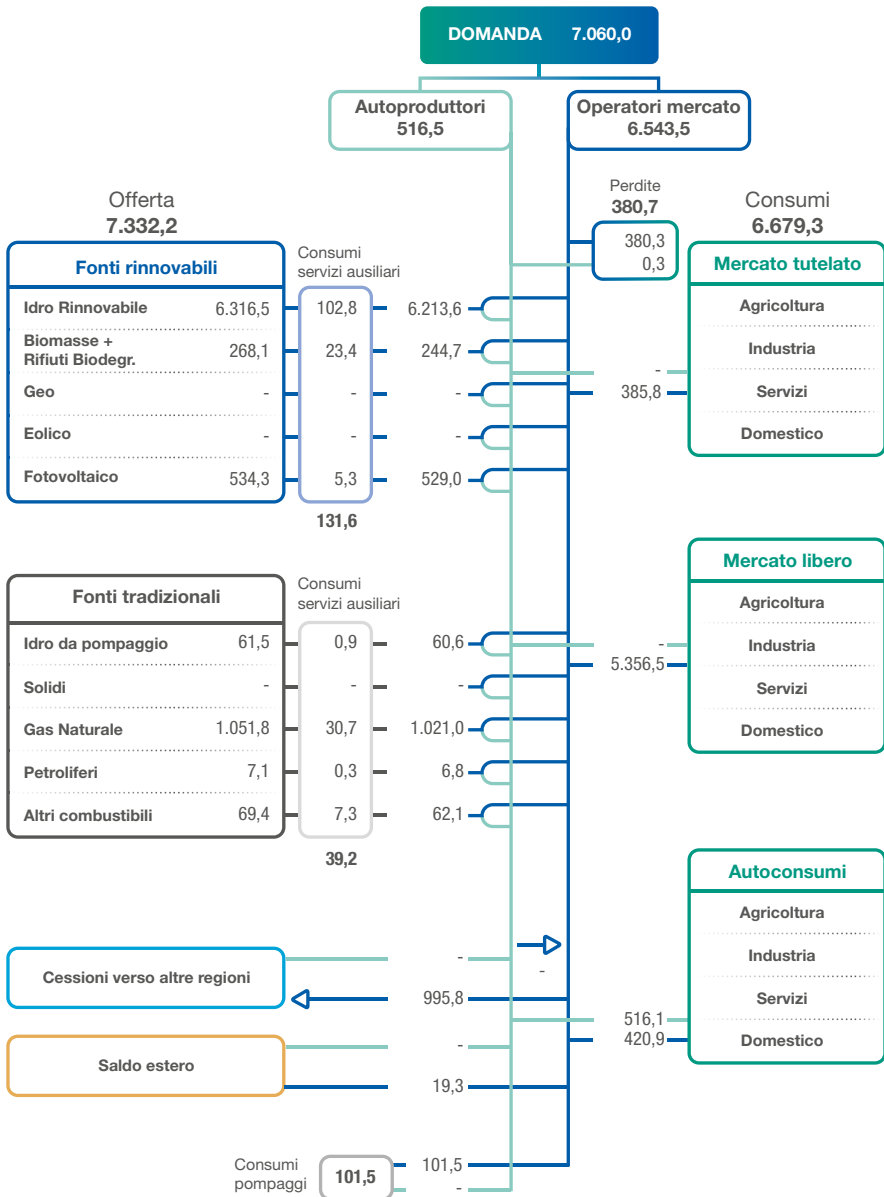 DOMANDA 7.060,0
Autoproduttori
516,5
Operatori mercato
6.543,5
Offerta
7.332,2
Perdite
380,7
380,3
0,3
Consumi
6.679,3
Fonti rinnovabili
Consumi
servizi ausiliari
Idro Rinnovabile 6.316,5 102,8 6.213,6
Biomasse +
Rifiuti Biodegr. 268,1 23,4 244,7
Geo - - -
Eolico - - -
Fotovoltaico 534,3 5,3 529,0
131,6
Mercato tutelato
Agricoltura
Industria
-
385,8
Servizi
Domestico
Fonti tradizionali
Consumi
servizi ausiliari
Idro da pompaggio 61,5 0,9 60,6
Solidi - - -
Gas Naturale 1.051,8 30,7 1.021,0
Petroliferi 7,1 0,3 6,8
Altri combustibili 69,4 7,3 62,1
39,2
Mercato libero
Agricoltura
Industria
-
5.356,5
Servizi
Domestico
Autoconsumi
Agricoltura
Industria
Servizi
516,1
420,9
Domestico
Cessioni verso altre regioni
-
-
995,8
Saldo estero
-
19,3
Consumi
pompaggi
101,5
101,5
-